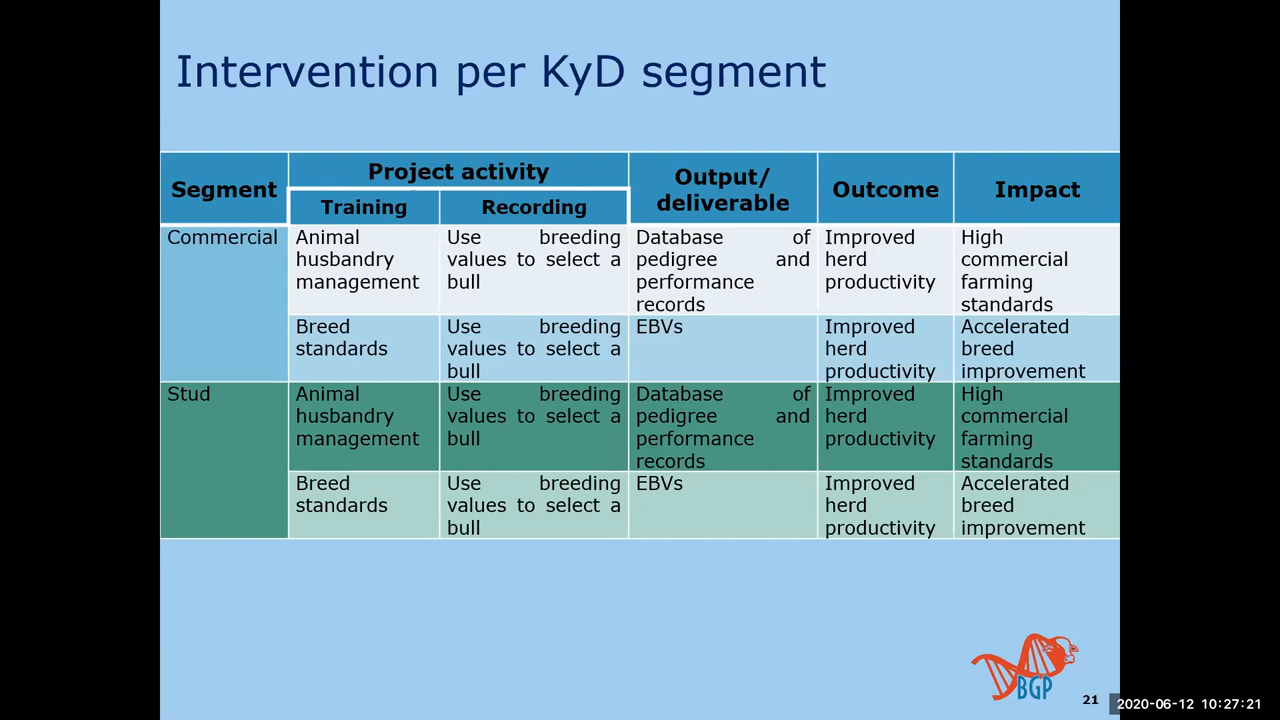 Intervention per KyD segment
Segment
Project activity
Output/
deliverable
Outcome
Impact
Training
Recording
Commercial
Animal
husbandry
management
Use breeding
values to select a
bull
Database of
pedigree and
performance
records
Improved
herd
productivity
High
commercial
farming
standards
Breed
standards
Use breeding
values to select a
bull
EBVs
Improved
herd
productivity
Accelerated
breed
improvement
Stud
Animal
husbandry
management
Use breeding
values to select a
bull
Database of
pedigree and
performance
records
Improved
herd
productivity
High
commercial
farming
standards
Breed
standards
Use breeding
values to select a
bull
EBVs
Improved
herd
productivity
Accelerated
breed
improvement
BGP
21
2020-06-12 10:27:21